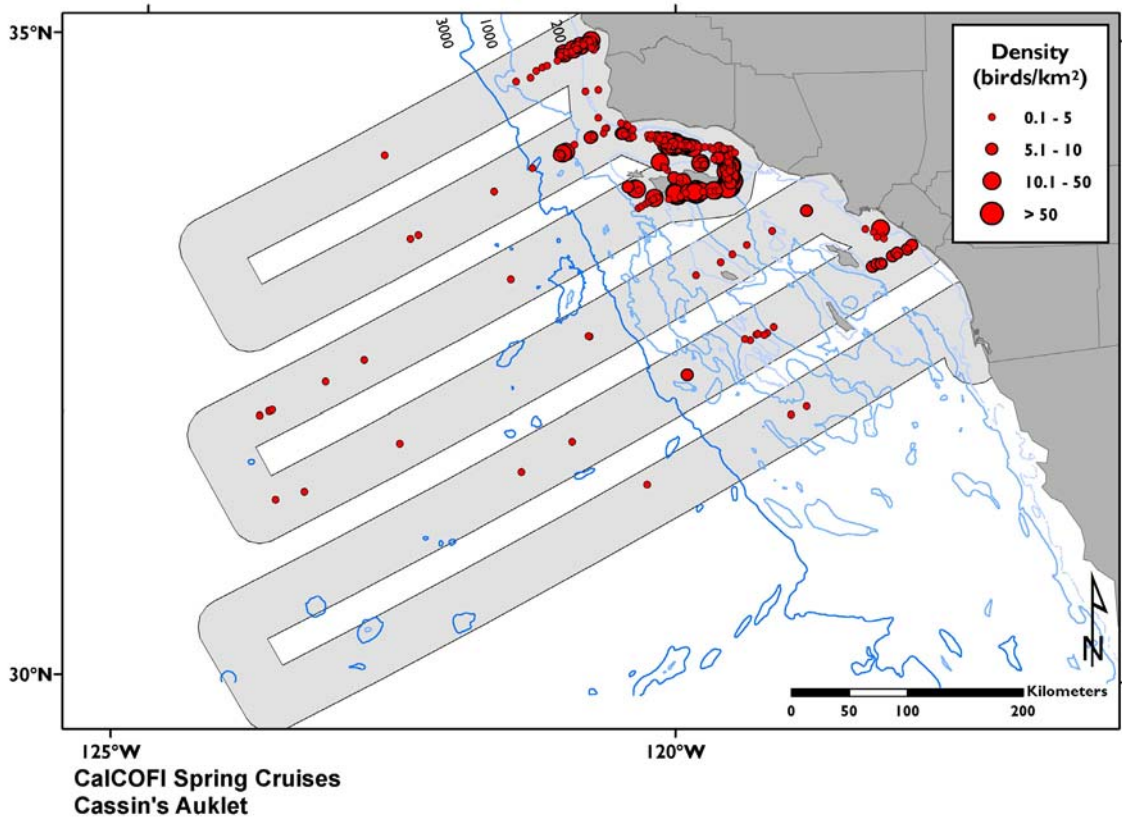 35°N
3000
1000
200
Density
(birds/km²)
0.1 - 5
5.1 - 10
10.1 - 50
> 50
N
30°N
Kilometers
0 50 100 200
125°W 120°W
CalCOFI Spring Cruises
Cassin's Auklet